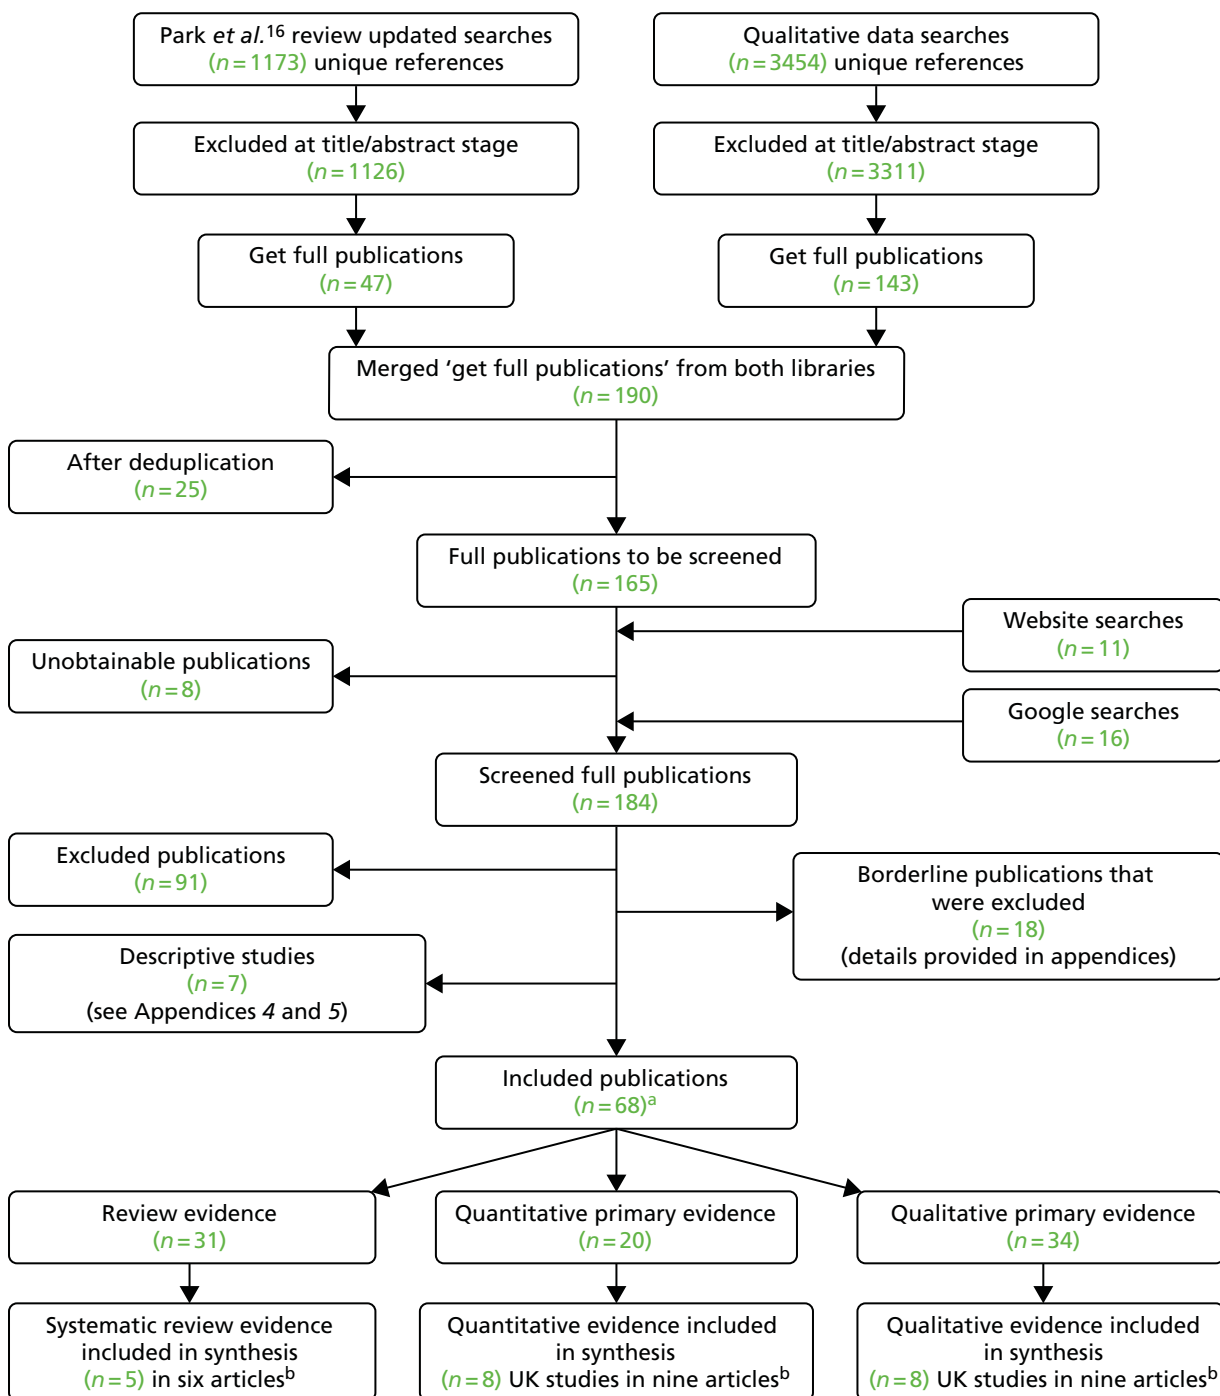 Park et al.16 review updated searches
(n=1173) unique references
Qualitative data searches
(n=3454) unique references
Excluded at title/abstract stage
(n=1126)
Excluded at title/abstract stage
(n=3311)
Get full publications
(n=47)
Get full publications
(n=143)
Merged ‘get full publications’ from both libraries
(n=190)
After deduplication
(n=25)
Full publications to be screened
(n=165)
Website searches
(n=11)
Unobtainable publications
(n=8)
Google searches
(n=16)
Screened full publications
(n=184)
Excluded publications
(n=91)
Borderline publications that
were excluded
(n=18)
(details provided in appendices)
Descriptive studies
(n=7)
(see Appendices 4 and 5)
Included publications
(n=68)a
Review evidence
(n=31)
Quantitative primary evidence
(n=20)
Qualitative primary evidence
(n=34)
Systematic review evidence
included in synthesis
(n=5) in six articlesb
Quantitative evidence included
in synthesis
(n=8) UK studies in nine articlesb
Qualitative evidence included
in synthesis
(n=8) UK studies in nine articlesb